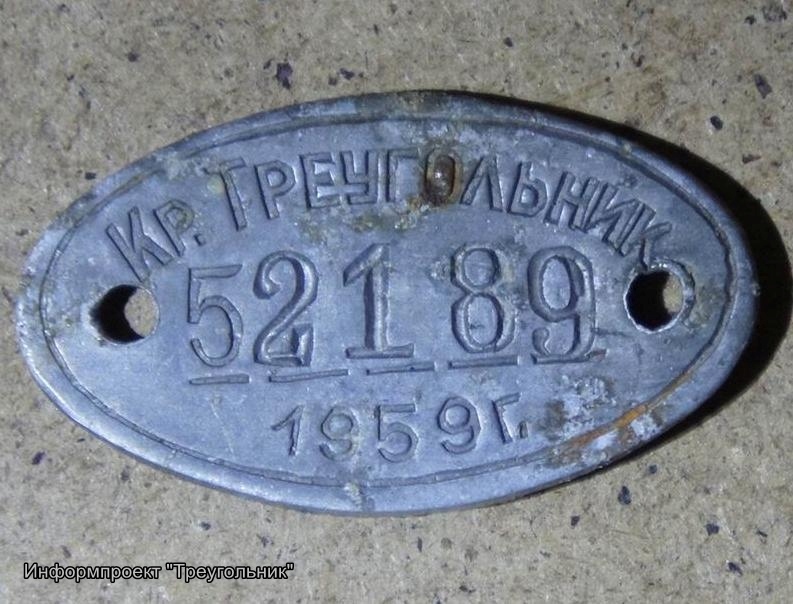 Кр. Треугольник
52189
1959г.
Информпроект "Треугольник"